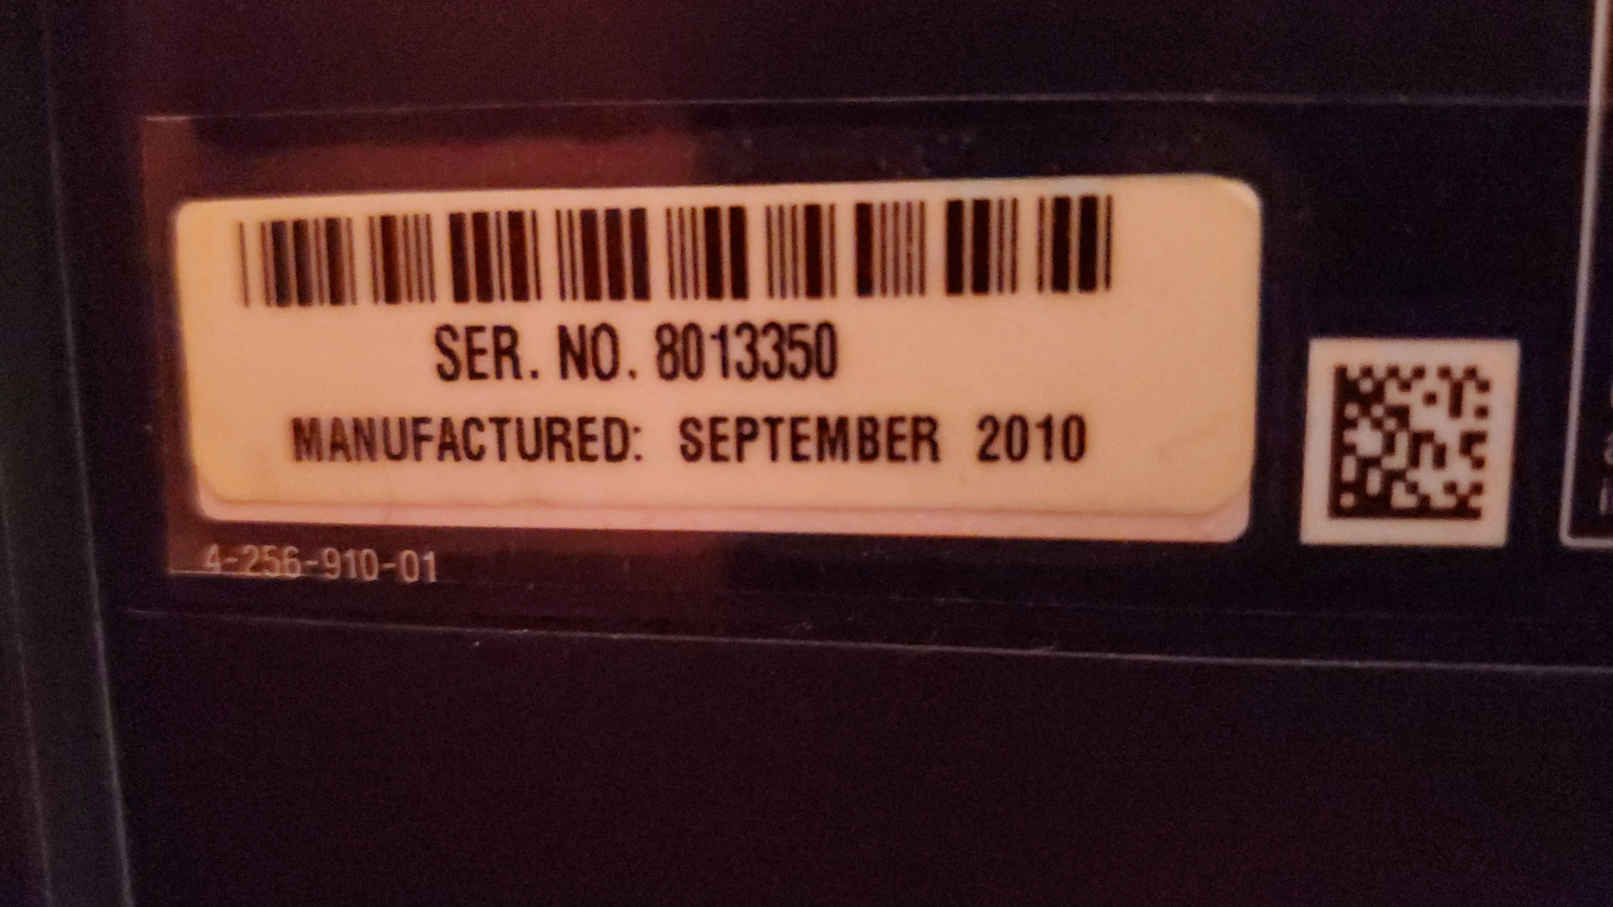 SER. NO. 8013350
MANUFACTURED: SEPTEMBER 2010
4-256-910-01